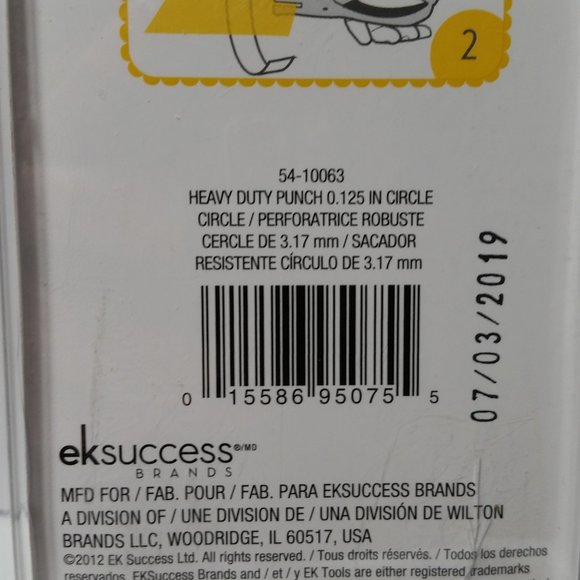 2
54-10063
HEAVY DUTY PUNCH 0.125 IN CIRCLE
CIRCLE / PERFORATRICE ROBUSTE
CERCLE DE 3.17 mm / SACADOR
RESISTENTE CÍRCULO DE 3.17 mm
07/03/2019
0 15586 95075 5
eksuccess®/MD
BRANDS
MFD FOR / FAB. POUR / FAB. PARA EKSUCCESS BRANDS
A DIVISION OF / UNE DIVISION DE / UNA DIVISIÓN DE WILTON
BRANDS LLC, WOODRIDGE, IL 60517, USA
©2012 EK Success Ltd. All rights reserved. / Tous droits réservés. / Todos los derechos
reservados. EKSuccess Brands and / et / y EK Tools are either registered trademarks